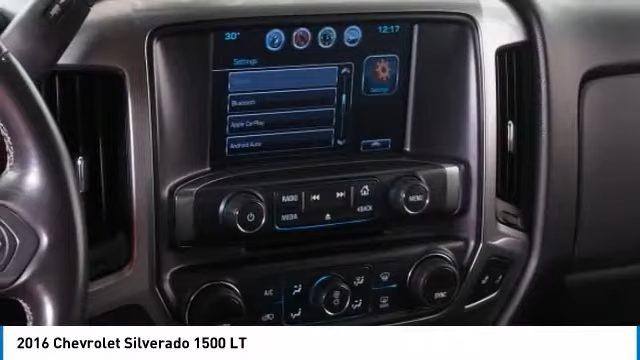 30°
12:17
Settings
Bluetooth
Apple CarPlay
Android Auto
Settings
RADIO
MEDIA
BACK
MENU
A/C
SYNC
2016 Chevrolet Silverado 1500 LT